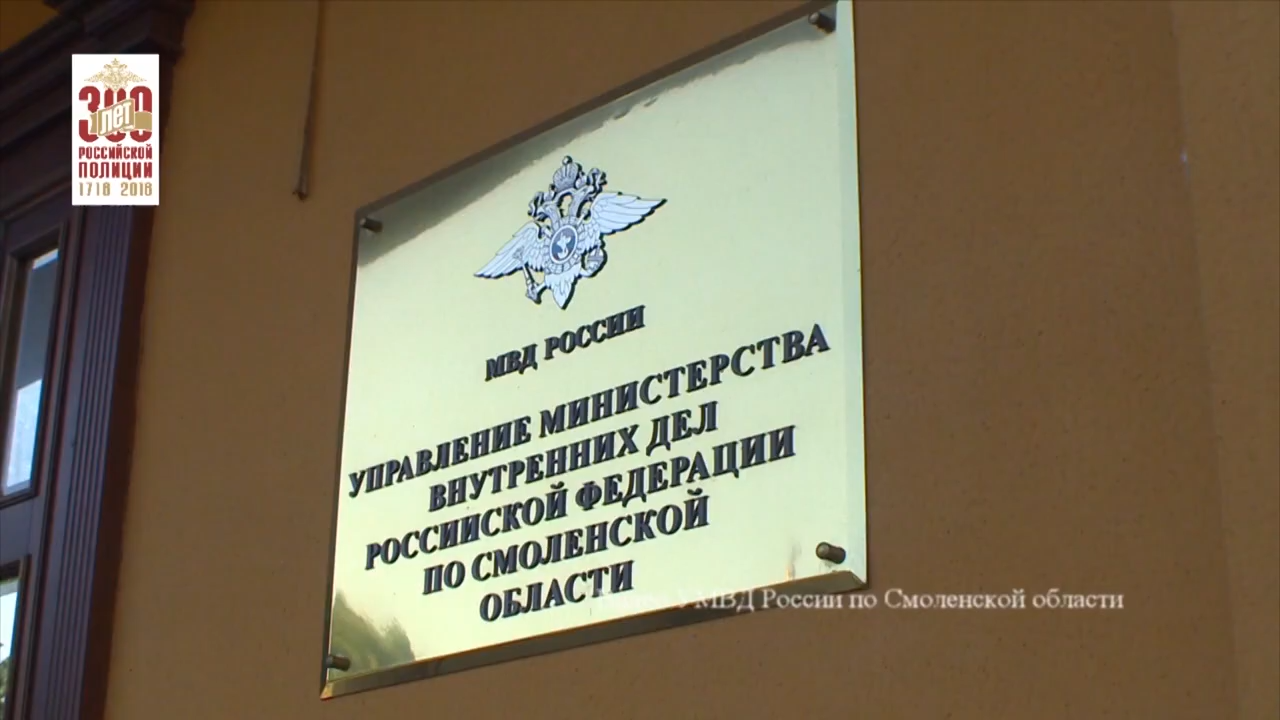 300
ЛЕТ
РОССИЙСКОЙ
ПОЛИЦИИ
1718 2018
МВД РОССИИ
УПРАВЛЕНИЕ МИНИСТЕРСТВА
ВНУТРЕННИХ ДЕЛ
РОССИЙСКОЙ ФЕДЕРАЦИИ
ПО СМОЛЕНСКОЙ
ОБЛАСТИ
УМВД России по Смоленской области